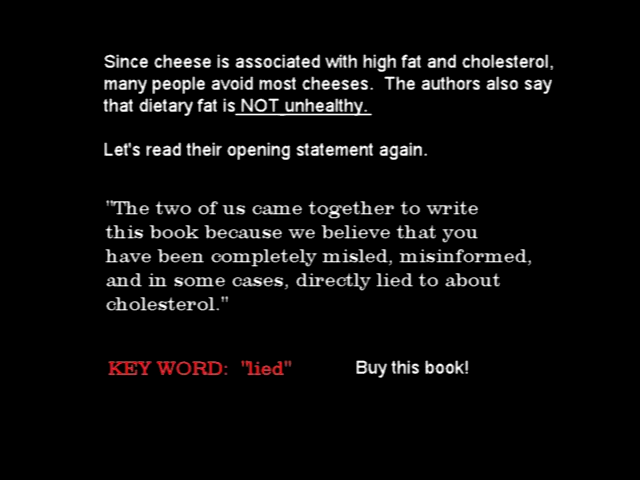 Since cheese is associated with high fat and cholesterol,
many people avoid most cheeses.  The authors also say
that dietary fat is NOT unhealthy.
Let's read their opening statement again.
"The two of us came together to write
this book because we believe that you
have been completely misled, misinformed,
and in some cases, directly lied to about
cholesterol."
KEY WORD:  "lied" Buy this book!